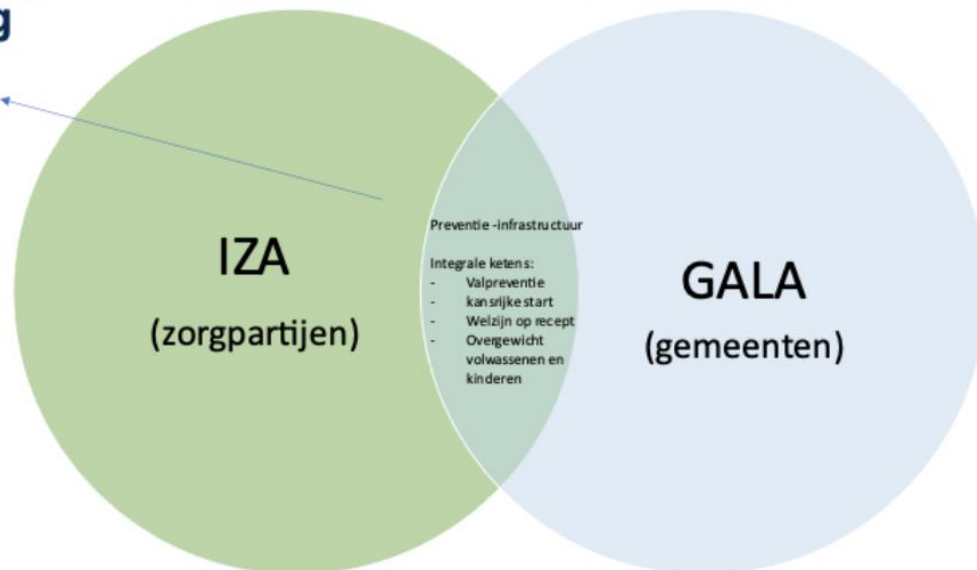 g
IZA
(zorgpartijen)
Preventie -infrastructuur
Integrale ketens:
- Valpreventie
- kansrijke start
- Welzijn op recept
- Overgewicht
volwassenen en
kinderen
GALA
(gemeenten)